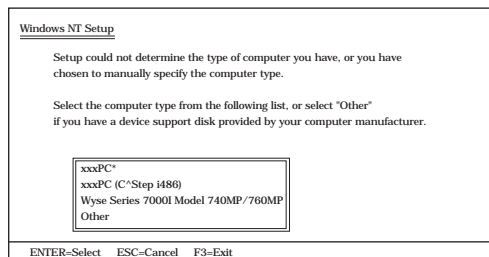 Windows NT Setup
Setup could not determine the type of computer you have, or you have
chosen to manually specify the computer type.
Select the computer type from the following list, or select "Other"
if you have a device support disk provided by your computer manufacturer.
xxxPC*
xxxPC (C^Step i486)
Wyse Series 7000I Model 740MP/760MP
Other
ENTER=Select ESC=Cancel F3=Exit